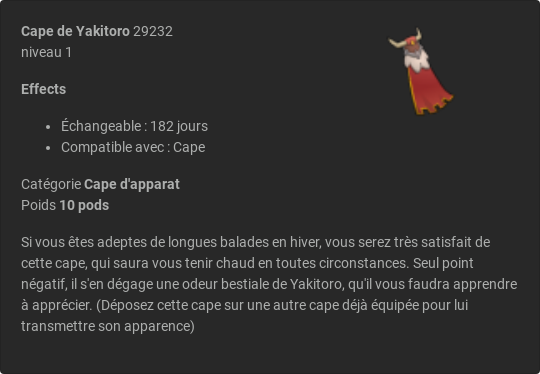 Cape de Yakitoro 29232
niveau 1
Effects
• Échangeable : 182 jours
• Compatible avec : Cape
Catégorie Cape d'apparat
Poids 10 pods
Si vous êtes adeptes de longues balades en hiver, vous serez très satisfait de
cette cape, qui saura vous tenir chaud en toutes circonstances. Seul point
négatif, il s'en dégage une odeur bestiale de Yakitoro, qu'il vous faudra apprendre
à apprécier. (Déposez cette cape sur une autre cape déjà équipée pour lui
transmettre son apparence)